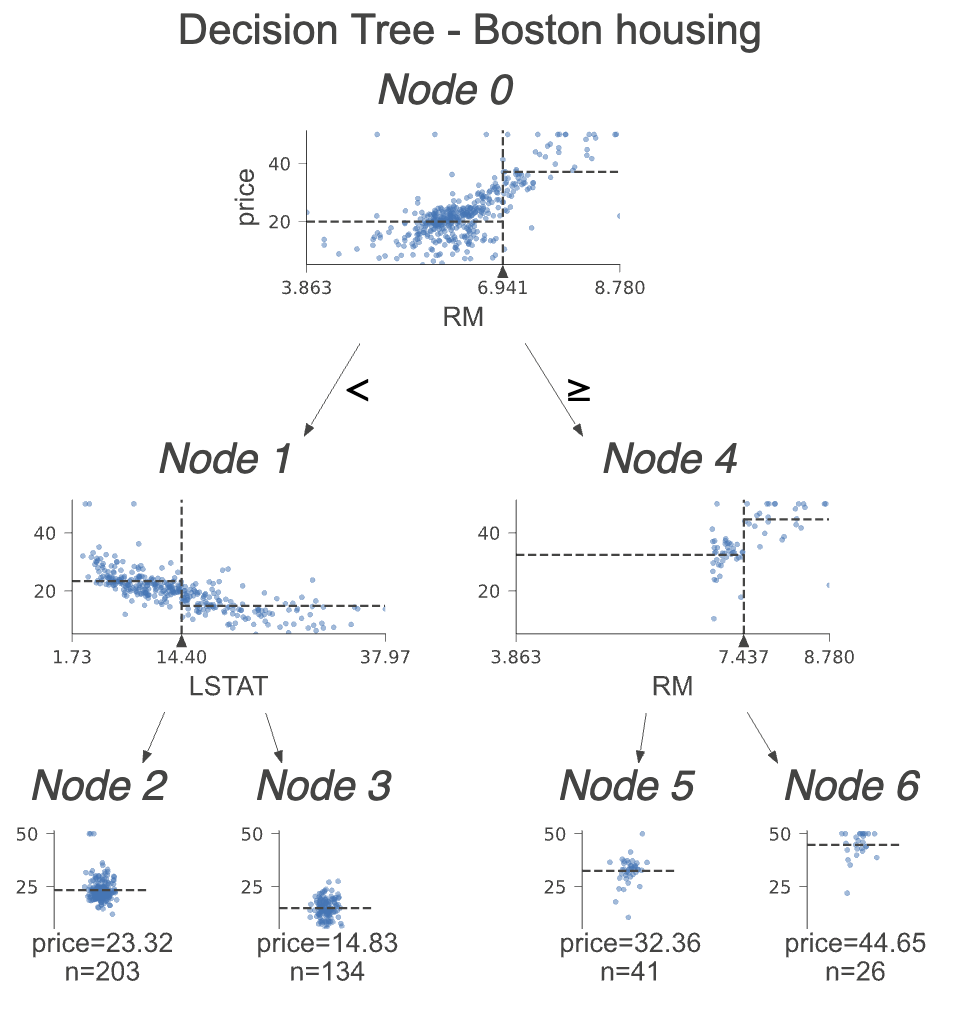 Decision Tree - Boston housing
Node 0
price
40
20
3.863 6.941 8.780
RM
< ≥
Node 1 Node 4
40 40
20 20
1.73 14.40 37.97 3.863 7.437 8.780
LSTAT RM
Node 2 Node 3 Node 5 Node 6
50 50 50 50
25 25 25 25
price=23.32 price=14.83 price=32.36 price=44.65
n=203 n=134 n=41 n=26